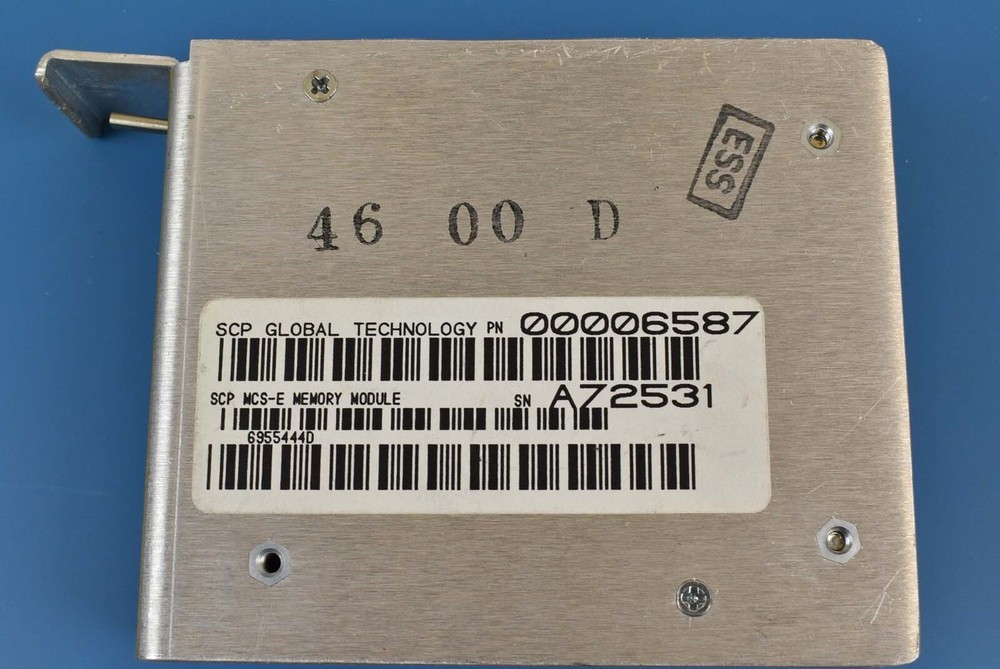 ESS
46 00 D
SCP GLOBAL TECHNOLOGY PN 00006587
SCP MCS-E MEMORY MODULE SN A72531
6955444D